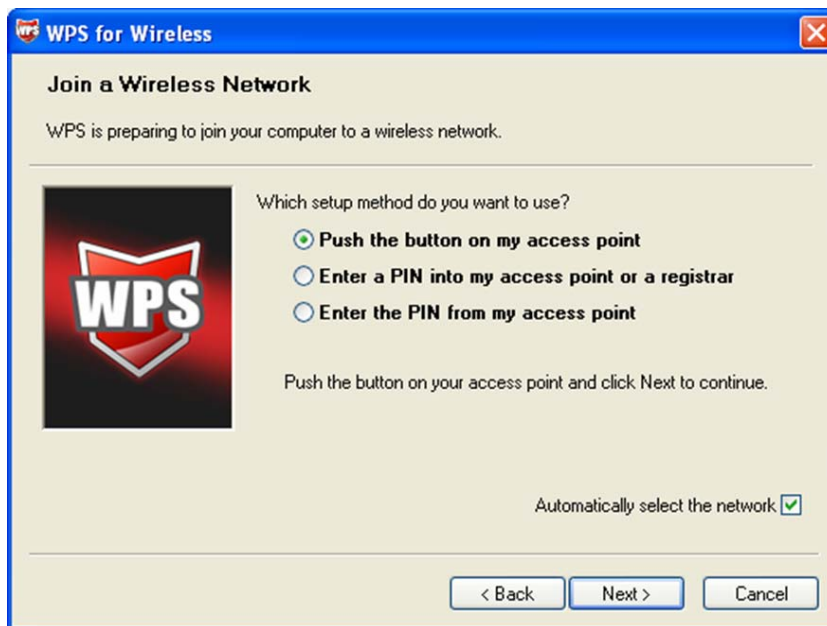 WPS for Wireless
Join a Wireless Network
WPS is preparing to join your computer to a wireless network.
WPS
Which setup method do you want to use?
Push the button on my access point
Enter a PIN into my access point or a registrar
Enter the PIN from my access point
Push the button on your access point and click Next to continue.
Automatically select the network
< Back Next > Cancel